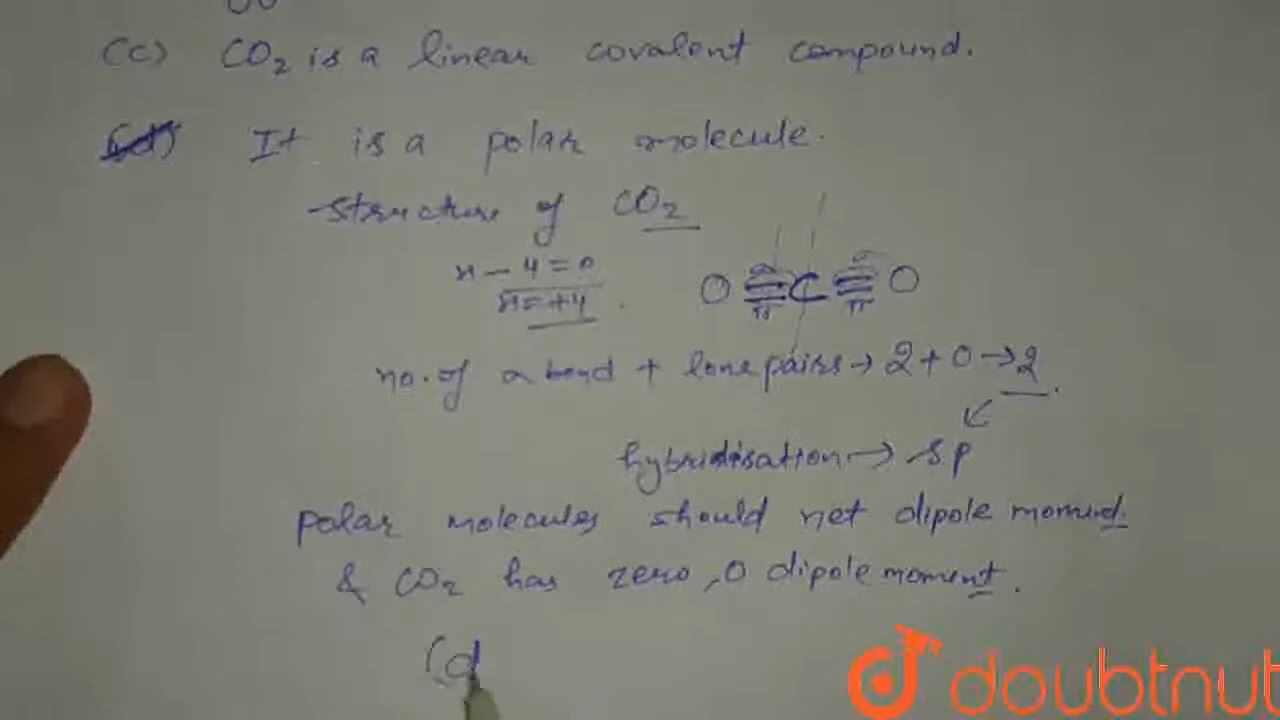 (c) CO2 is a linear covalent compound.
(d) It is a polar molecule.
structure of CO2
x - 4 = 0
x = +4
O = C = O
π π
no. of σ bond + lone pairs → 2 + 0 → 2
hybridisation → sp
polar molecules should net dipole moment.
& CO2 has zero, 0 dipole moment.
(d
doubtnut